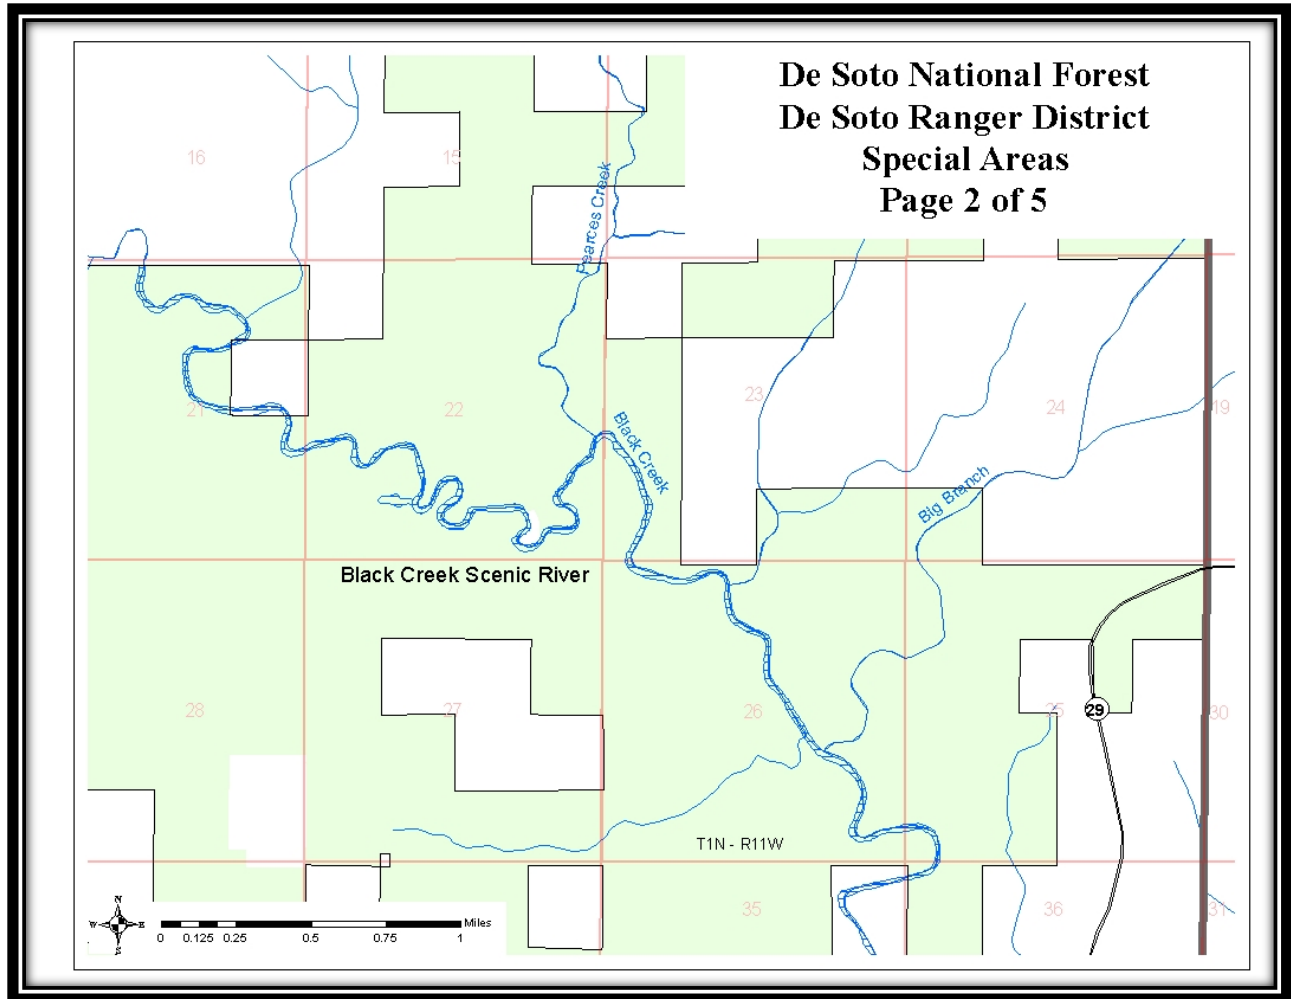 De Soto National Forest
De Soto Ranger District
Special Areas
Page 2 of 5
16
15
Pearces Creek
21
22
23
24
19
Black Creek
Big Branch
Black Creek Scenic River
28
27
26
25
29
30
T1N - R11W
35
36
31
N
W E
S
Miles
0 0.125 0.25 0.5 0.75 1